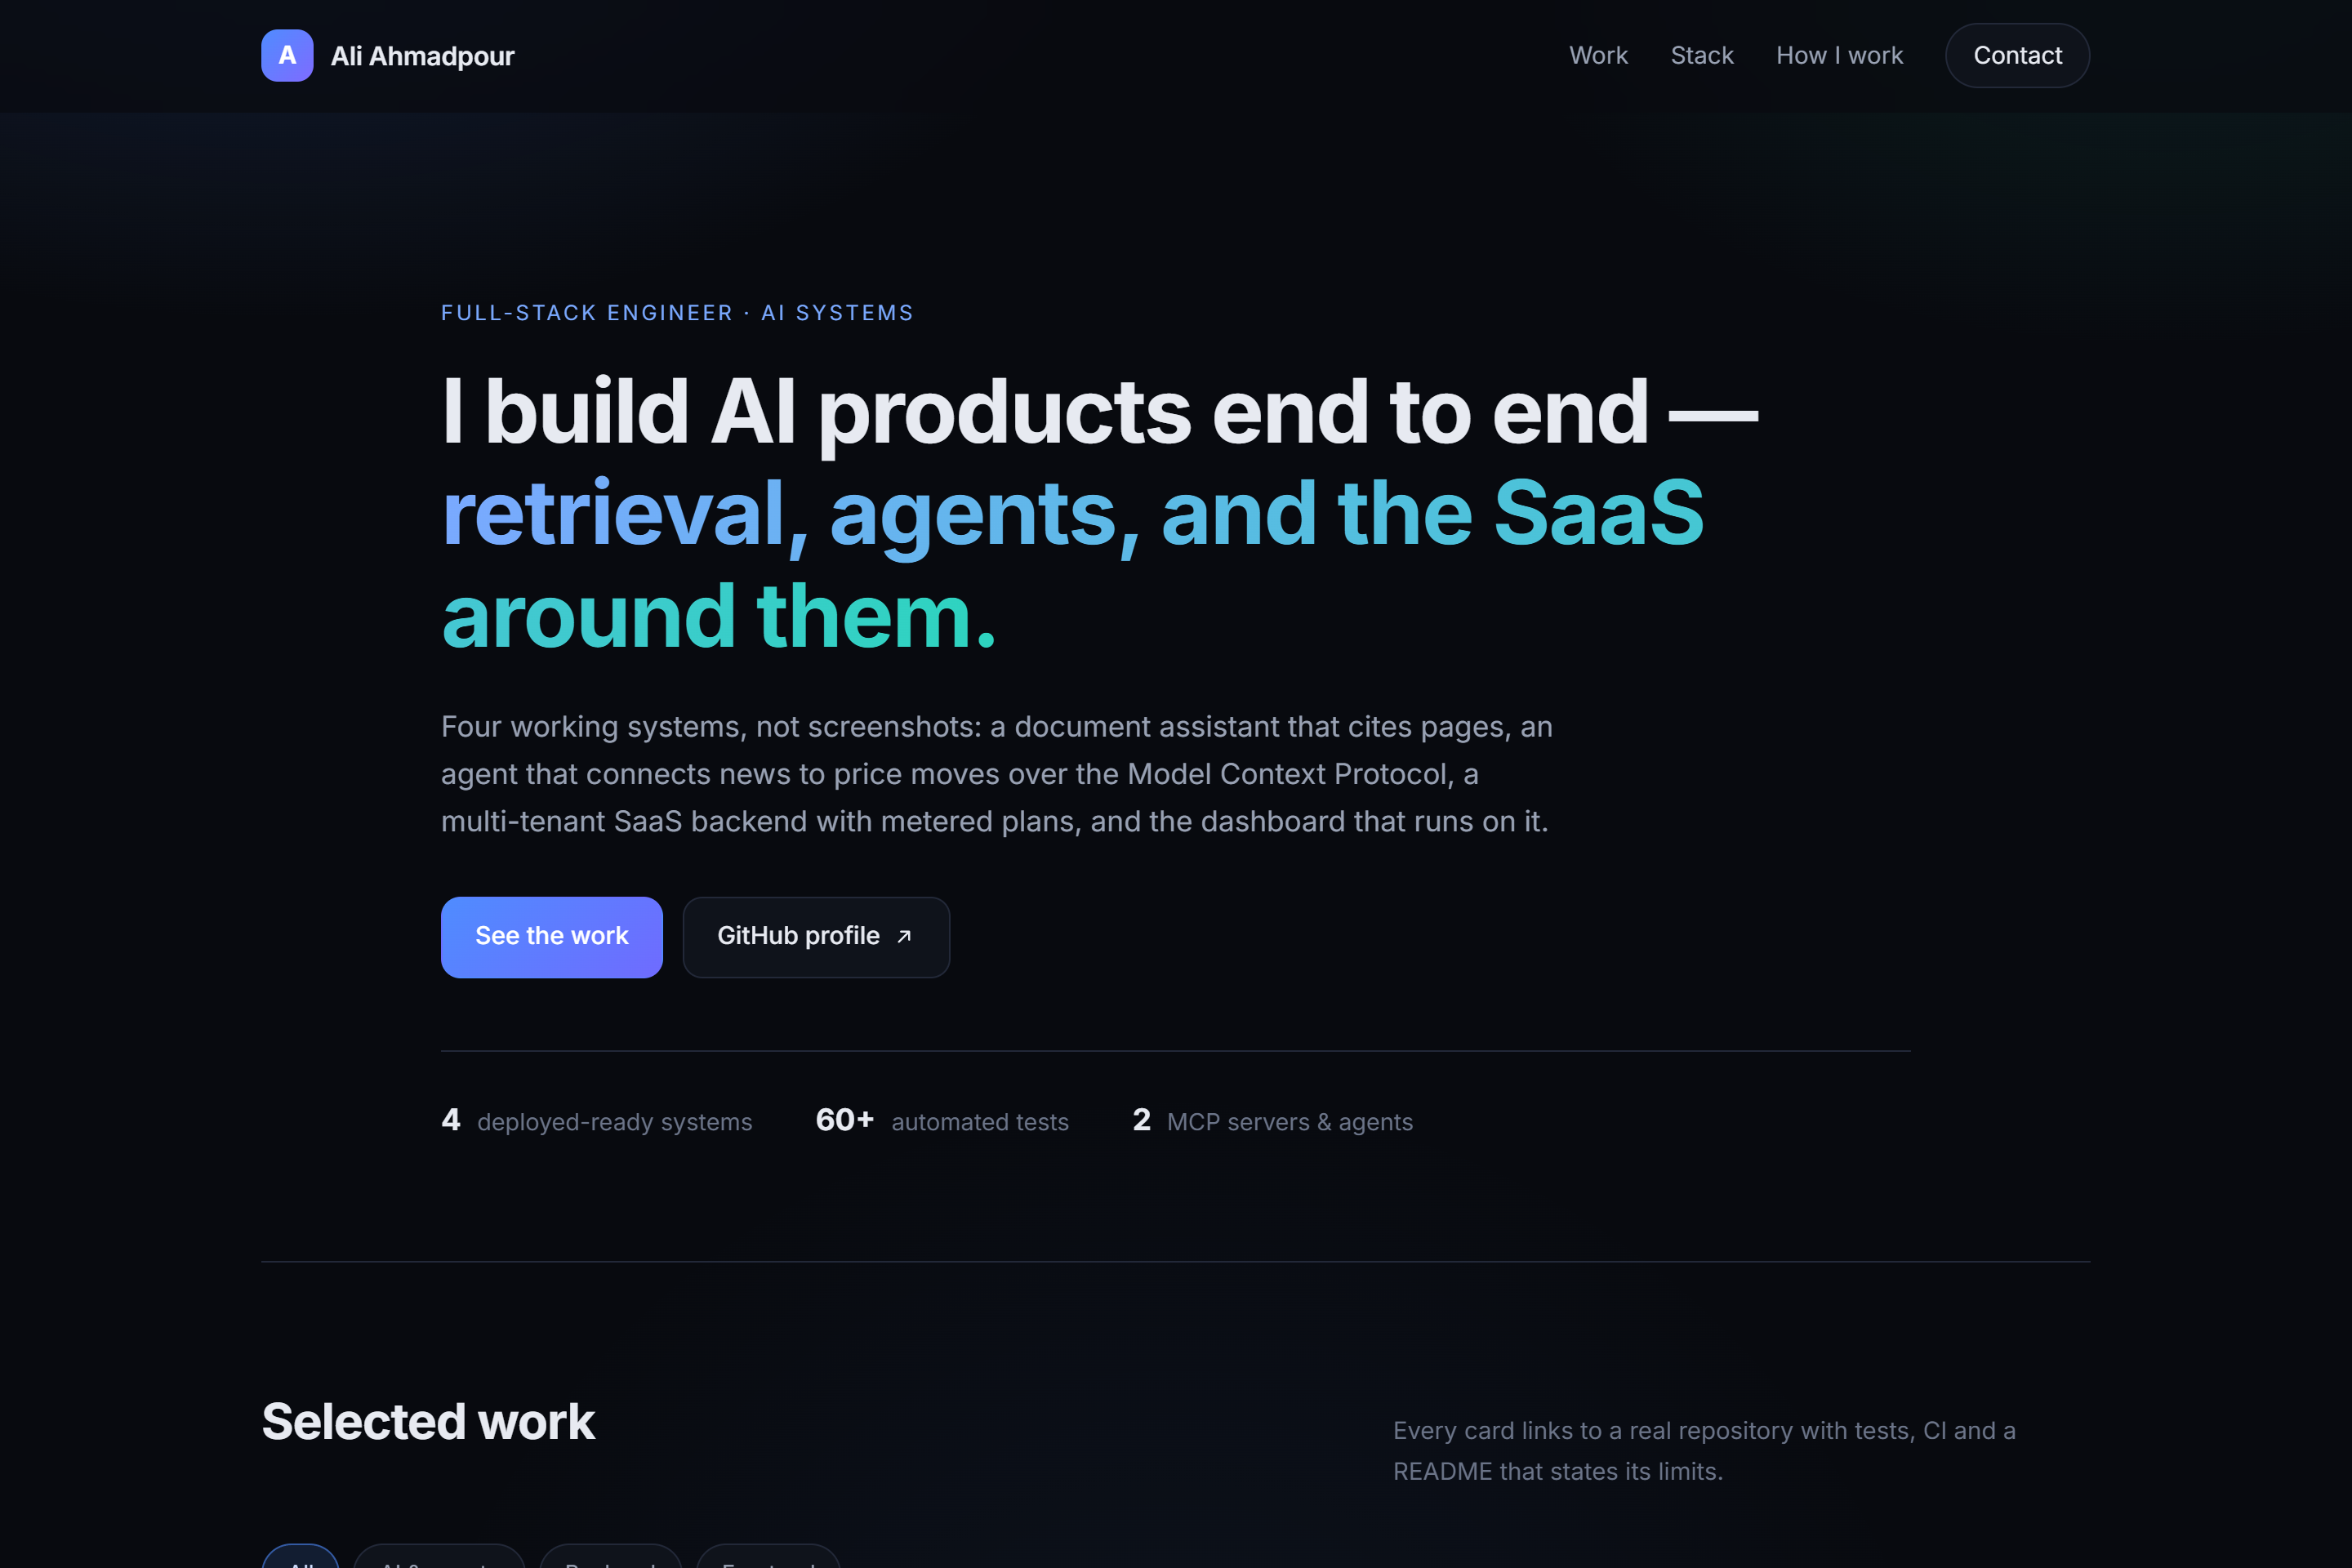 A
Ali Ahmadpour
Work
Stack
How I work
Contact
FULL-STACK ENGINEER · AI SYSTEMS
I build AI products end to end —
retrieval, agents, and the SaaS
around them.
Four working systems, not screenshots: a document assistant that cites pages, an
agent that connects news to price moves over the Model Context Protocol, a
multi-tenant SaaS backend with metered plans, and the dashboard that runs on it.
See the work
GitHub profile ↗
4 deployed-ready systems
60+ automated tests
2 MCP servers & agents
Selected work
Every card links to a real repository with tests, CI and a
README that states its limits.
All